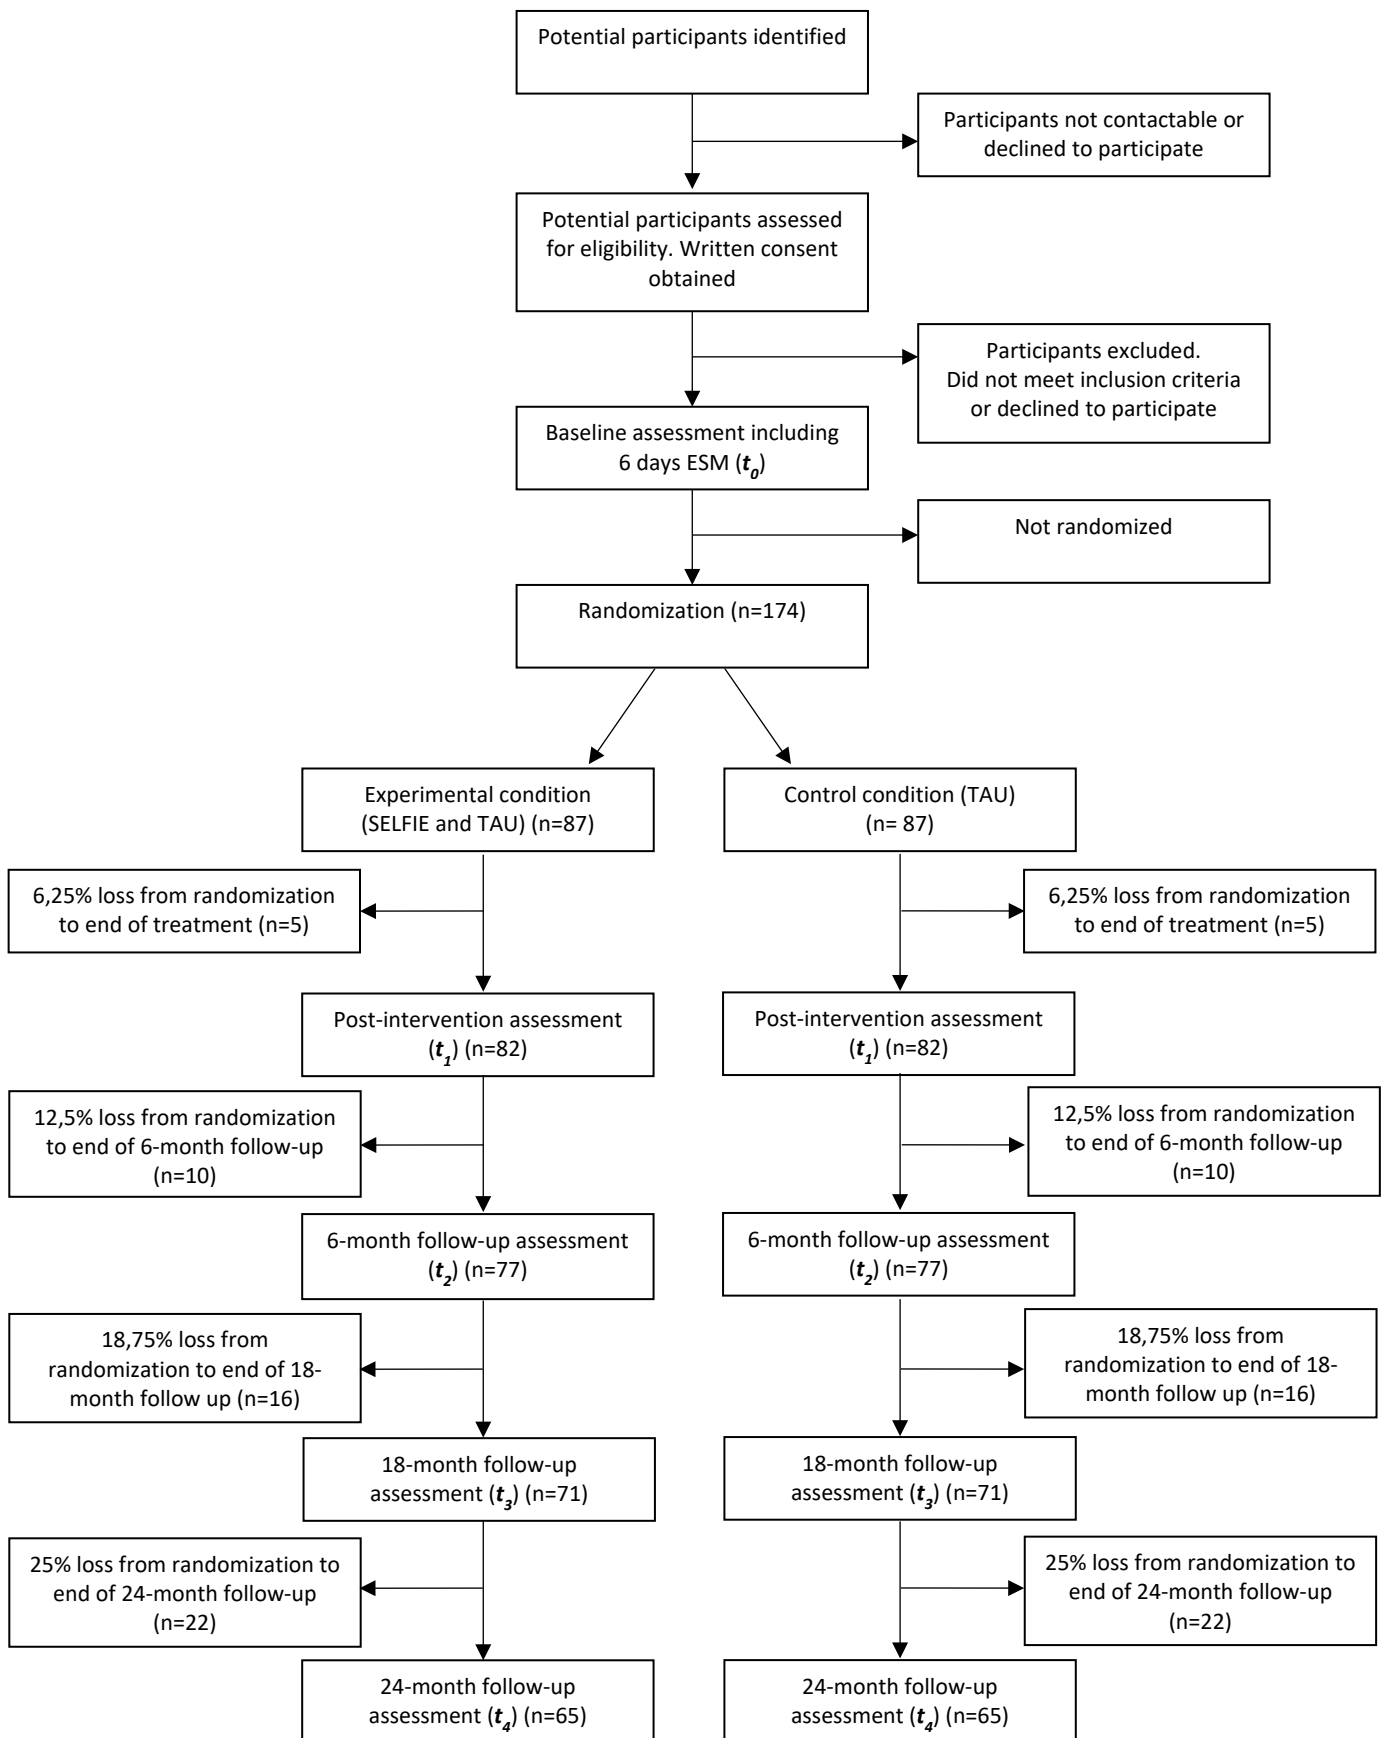 Potential participants identified
Participants not contactable or
declined to participate
Potential participants assessed
for eligibility. Written consent
obtained
Participants excluded.
Did not meet inclusion criteria
or declined to participate
Baseline assessment including
6 days ESM (t0)
Not randomized
Randomization (n=174)
Experimental condition
(SELFIE and TAU) (n=87)
Control condition (TAU)
(n= 87)
6,25% loss from randomization
to end of treatment (n=5)
6,25% loss from randomization
to end of treatment (n=5)
Post-intervention assessment
(t1) (n=82)
Post-intervention assessment
(t1) (n=82)
12,5% loss from randomization
to end of 6-month follow-up
(n=10)
12,5% loss from randomization
to end of 6-month follow-up
(n=10)
6-month follow-up assessment
(t2) (n=77)
6-month follow-up assessment
(t2) (n=77)
18,75% loss from
randomization to end of 18-
month follow up (n=16)
18,75% loss from
randomization to end of 18-
month follow up (n=16)
18-month follow-up
assessment (t3) (n=71)
18-month follow-up
assessment (t3) (n=71)
25% loss from randomization to
end of 24-month follow-up
(n=22)
25% loss from randomization to
end of 24-month follow-up
(n=22)
24-month follow-up
assessment (t4) (n=65)
24-month follow-up
assessment (t4) (n=65)